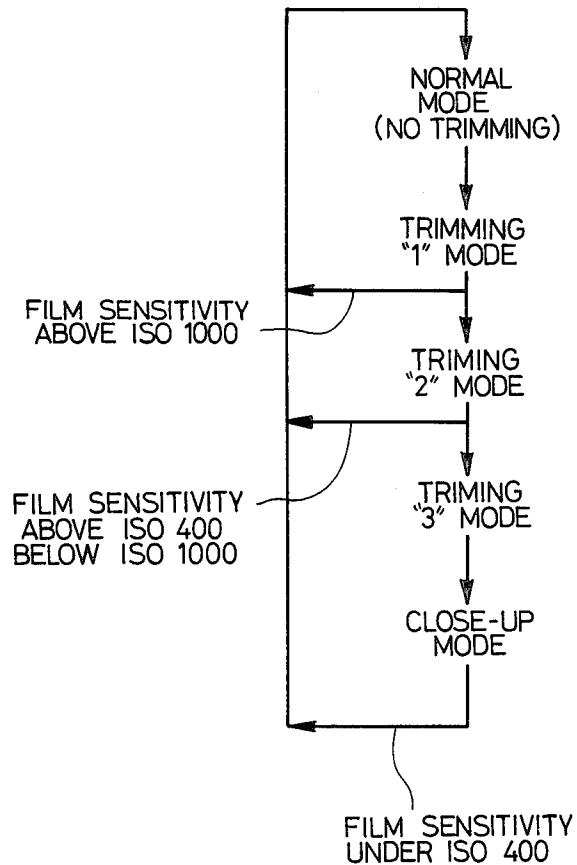 NORMAL
MODE
(NO TRIMMING)
TRIMMING
"1" MODE
FILM SENSITIVITY
ABOVE ISO 1000
TRIMING
"2" MODE
FILM SENSITIVITY
ABOVE ISO 400
BELOW ISO 1000
TRIMING
"3" MODE
CLOSE-UP
MODE
FILM SENSITIVITY
UNDER ISO 400